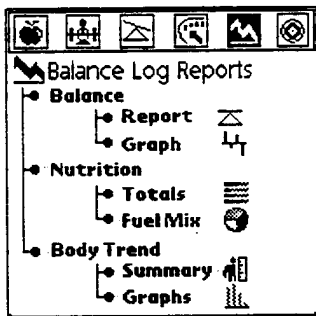 Balance Log Reports
Balance
Report
Graph
Nutrition
Totals
Fuel Mix
Body Trend
Summary
Graphs